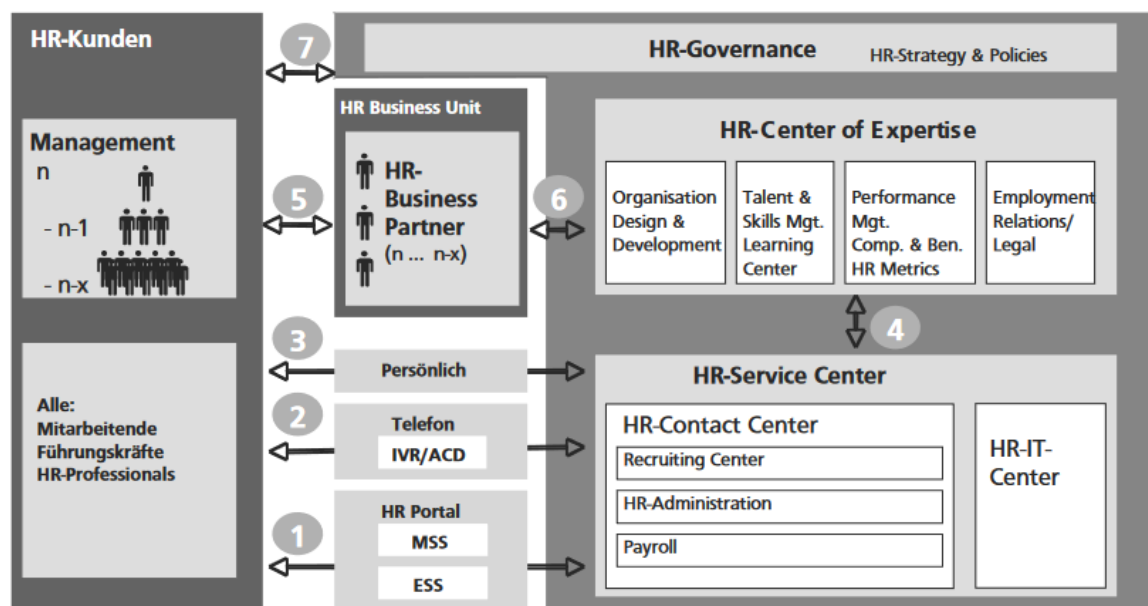 HR-Kunden
Management
n
- n-1
- n-x
Alle:
Mitarbeitende
Führungskräfte
HR-Professionals
7
5
3
2
1
HR Business Unit
HR-
Business
Partner
(n ... n-x)
Persönlich
Telefon
IVR/ACD
HR Portal
MSS
ESS
HR-Governance
HR-Strategy & Policies
6
HR-Center of Expertise
Organisation
Design &
Development
Talent &
Skills Mgt.
Learning
Center
Performance
Mgt.
Comp. & Ben.
HR Metrics
Employment
Relations/
Legal
4
HR-Service Center
HR-Contact Center
Recruiting Center
HR-Administration
Payroll
HR-IT-
Center